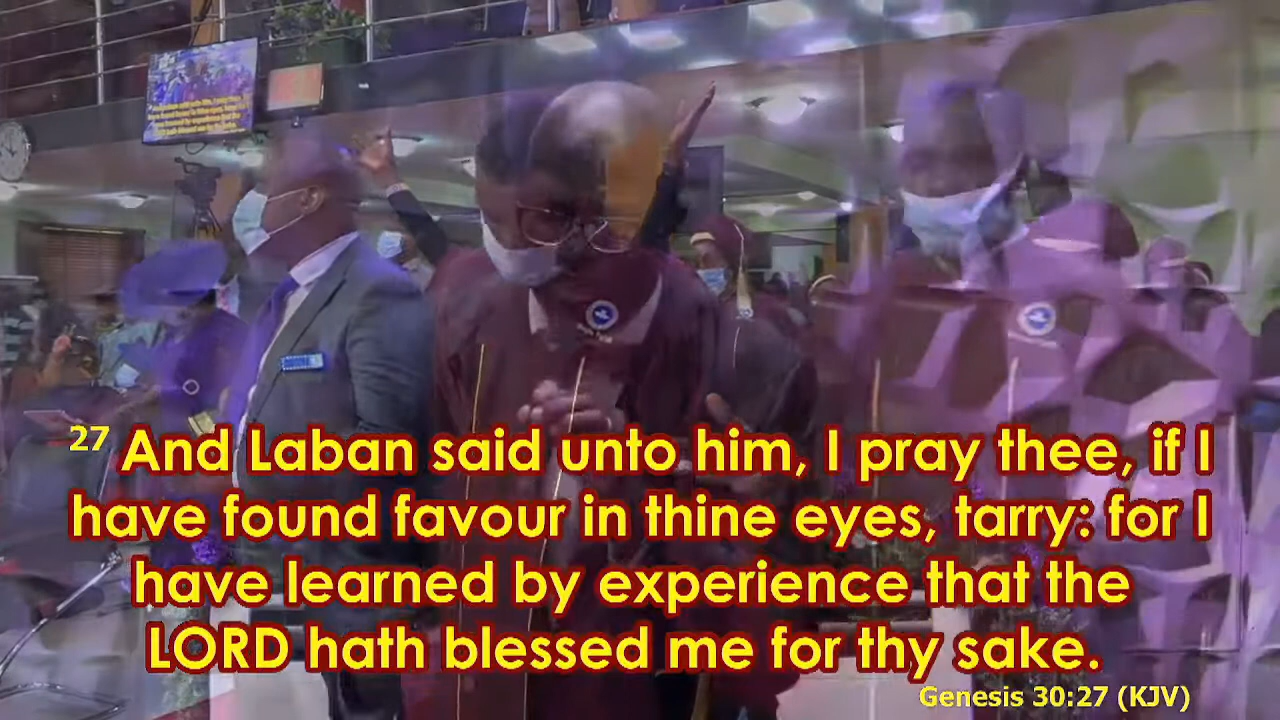 27 And Laban said unto him, I pray thee, if I
have found favour in thine eyes, tarry: for I
have learned by experience that the
LORD hath blessed me for thy sake.
Genesis 30:27 (KJV)